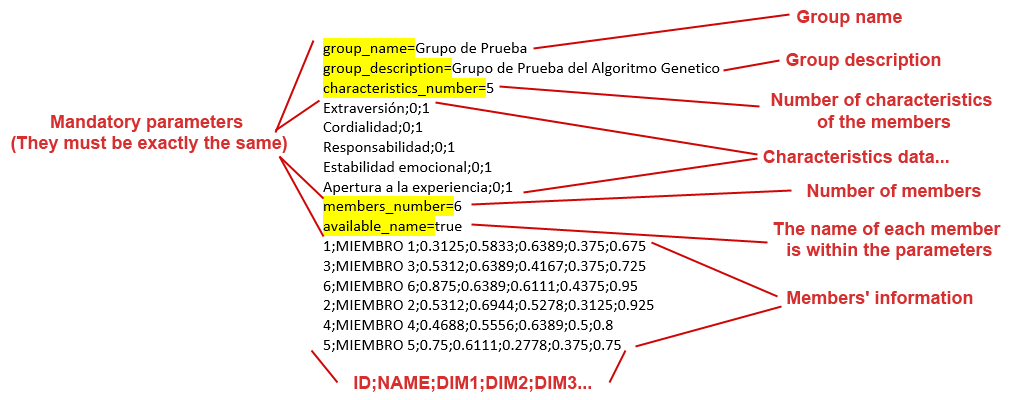 Group name
group_name=Grupo de Prueba
Group description
group_description=Grupo de Prueba del Algoritmo Genetico
characteristics_number=5
Number of characteristics
of the members
Mandatory parameters
(They must be exactly the same)
Extraversión;0;1
Cordialidad;0;1
Responsabilidad;0;1
Estabilidad emocional;0;1
Apertura a la experiencia;0;1
Characteristics data...
members_number=6
Number of members
available_name=true
The name of each member
is within the parameters
1;MIEMBRO 1;0.3125;0.5833;0.6389;0.375;0.675
3;MIEMBRO 3;0.5312;0.6389;0.4167;0.375;0.725
6;MIEMBRO 6;0.875;0.6389;0.6111;0.4375;0.95
2;MIEMBRO 2;0.5312;0.6944;0.5278;0.3125;0.925
4;MIEMBRO 4;0.4688;0.5556;0.6389;0.5;0.8
5;MIEMBRO 5;0.75;0.6111;0.2778;0.375;0.75
Members' information
ID;NAME;DIM1;DIM2;DIM3...